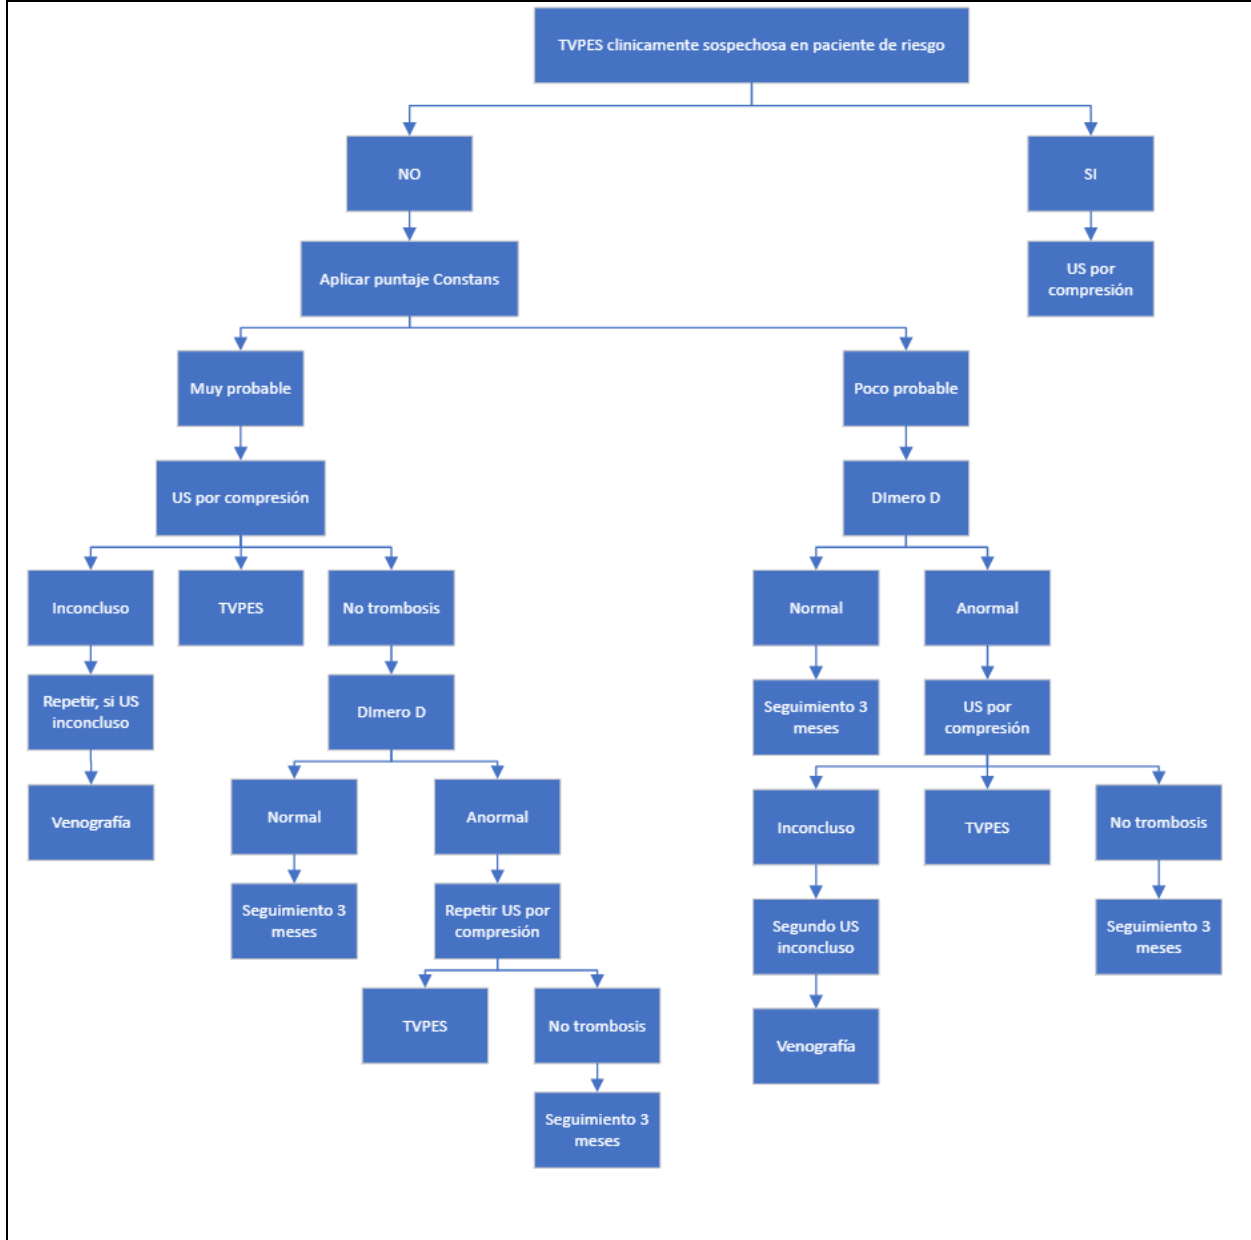 TVPES clinicamente sospechosa en paciente de riesgo
NO
SI
Aplicar puntaje Constans
US por
compresión
Muy probable
Poco probable
US por compresión
DImero D
Inconcluso
TVPES
No trombosis
Normal
Anormal
Repetir, si US
inconcluso
DImero D
Seguimiento 3
meses
US por
compresión
Venografía
Normal
Anormal
Inconcluso
TVPES
No trombosis
Seguimiento 3
meses
Repetir US por
compresión
Segundo US
inconcluso
Seguimiento 3
meses
TVPES
No trombosis
Venografía
Seguimiento 3
meses